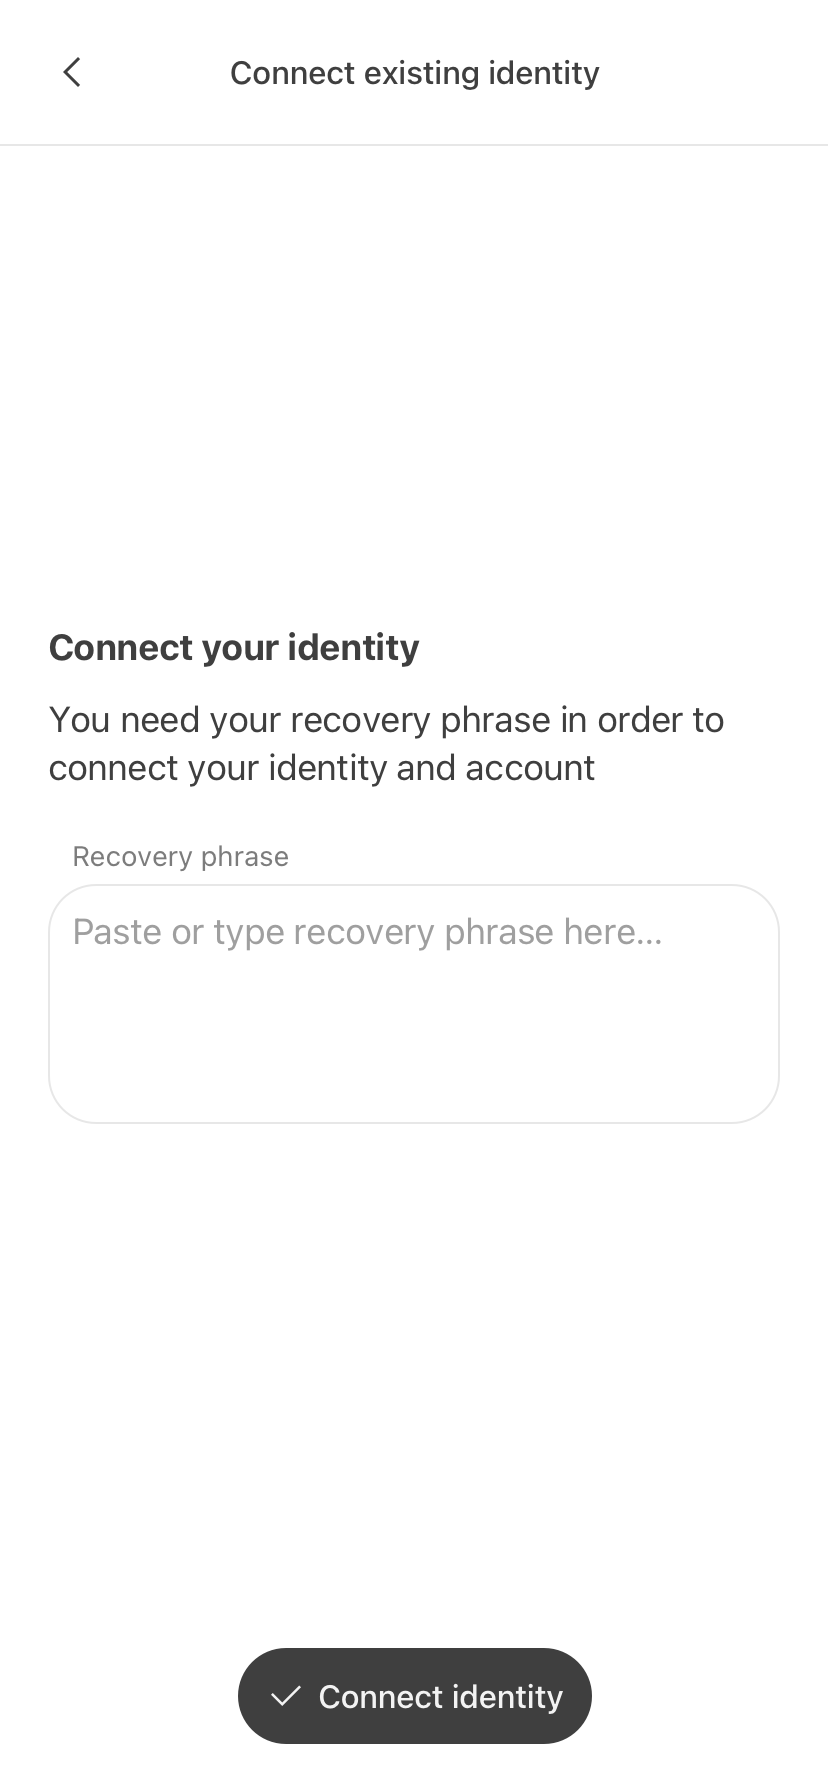 Connect existing identity
Connect your identity
You need your recovery phrase in order to
connect your identity and account
Recovery phrase
Paste or type recovery phrase here...
Connect identity